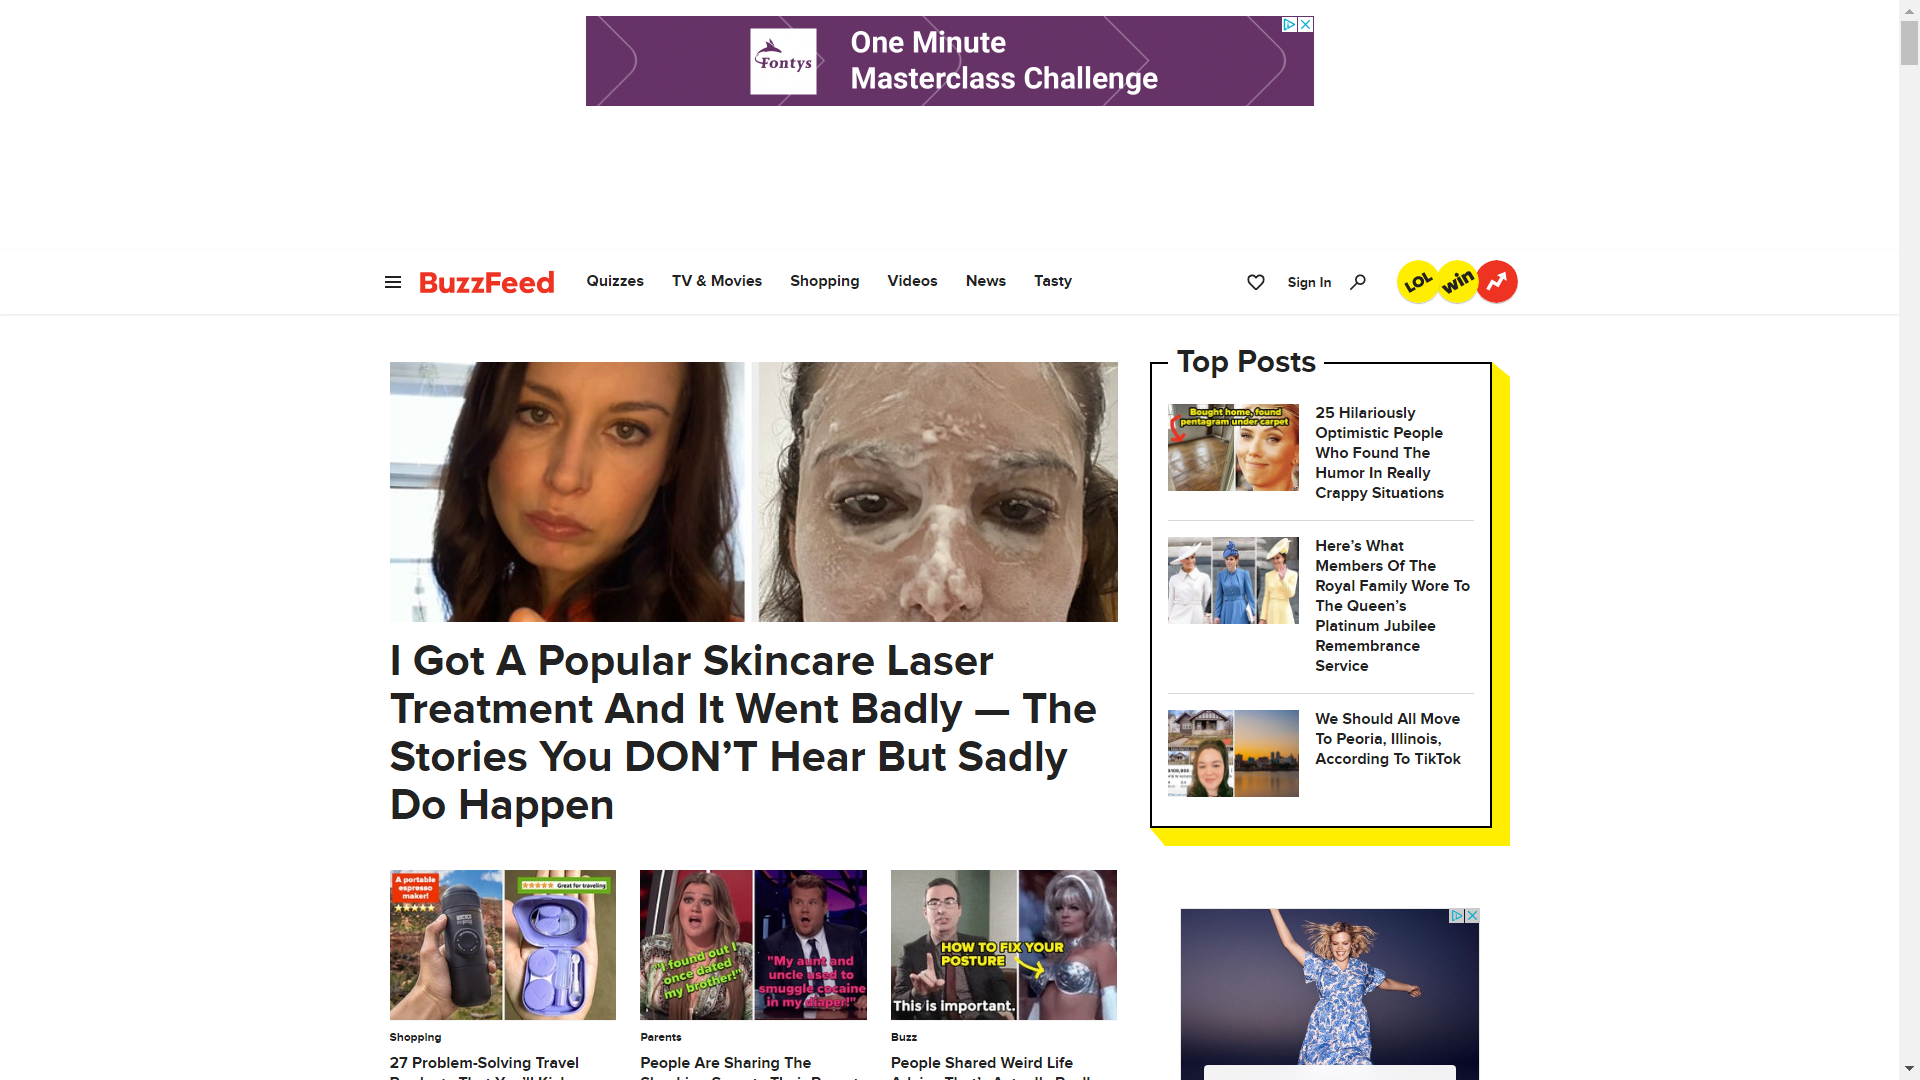 Fontys
One Minute
Masterclass Challenge
BuzzFeed
Quizzes
TV & Movies
Shopping
Videos
News
Tasty
Sign In
LOL
win
Top Posts
Bought home, found
pentagram under carpet
25 Hilariously
Optimistic People
Who Found The
Humor In Really
Crappy Situations
Here’s What
Members Of The
Royal Family Wore To
The Queen’s
Platinum Jubilee
Remembrance
Service
We Should All Move
To Peoria, Illinois,
According To TikTok
I Got A Popular Skincare Laser
Treatment And It Went Badly — The
Stories You DON’T Hear But Sadly
Do Happen
A portable
espresso
maker!
Great for traveling
Shopping
27 Problem-Solving Travel
"I found out I
once dated
my brother!"
"My aunt and
uncle used to
smuggle cocaine
in my diaper!"
Parents
People Are Sharing The
HOW TO FIX YOUR
POSTURE
This is important.
Buzz
People Shared Weird Life